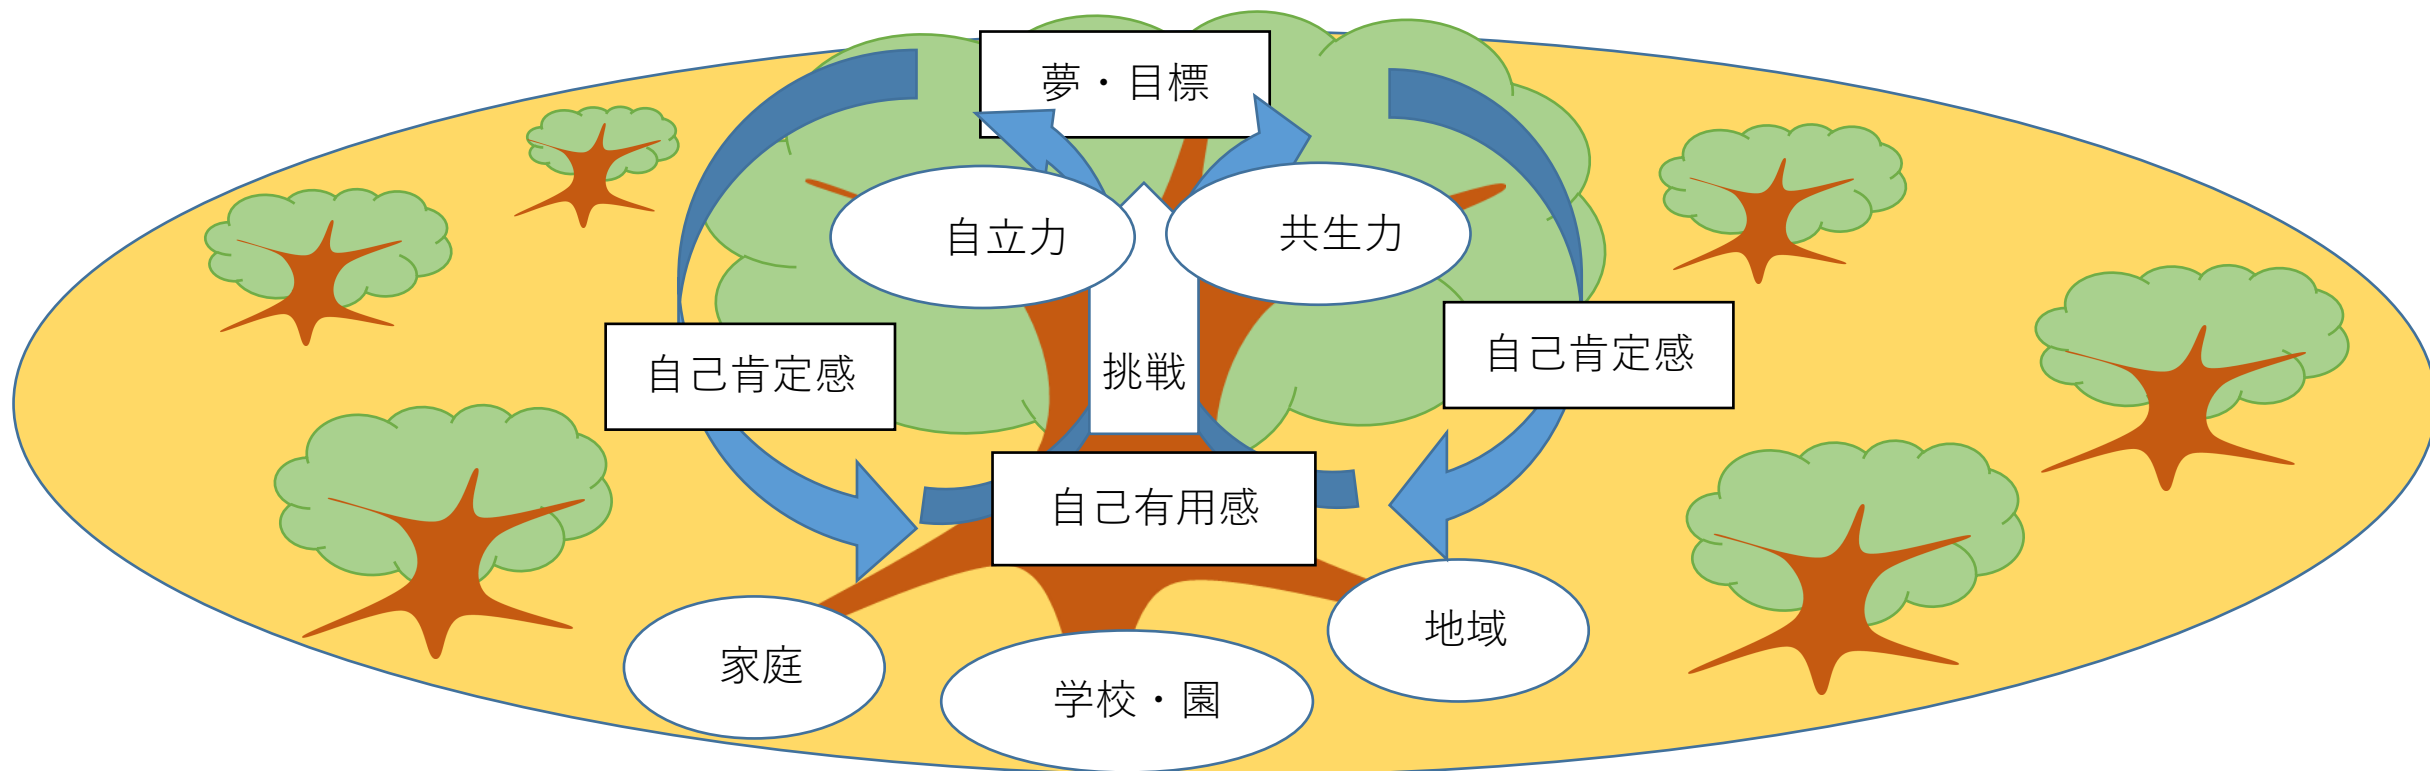 夢・目標
自立力
共生力
自己肯定感
挑戦
自己肯定感
自己有用感
家庭
学校・園
地域